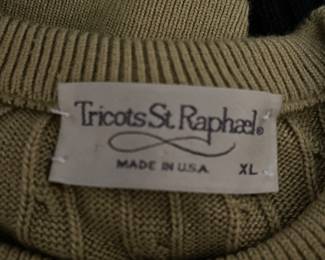 Tricots St. Raphael®
MADE IN U.S.A. XL